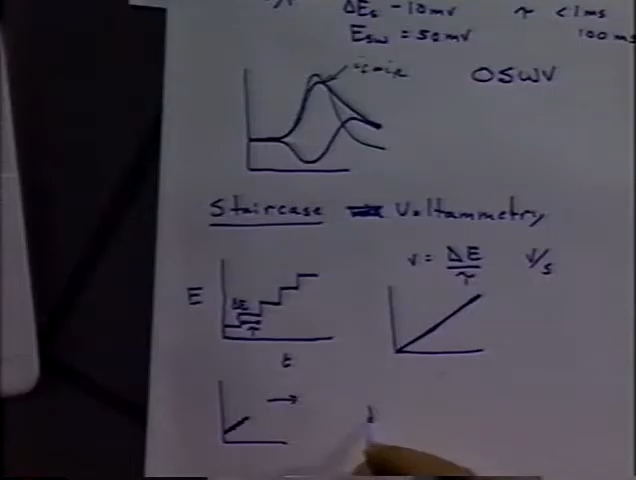 ΔEs - 10mv ~ <1ms
Esw = 50mv 100ms
OSWV
Staircase Voltammetry
v = ΔE/τ V/s
E
ΔE
τ
t